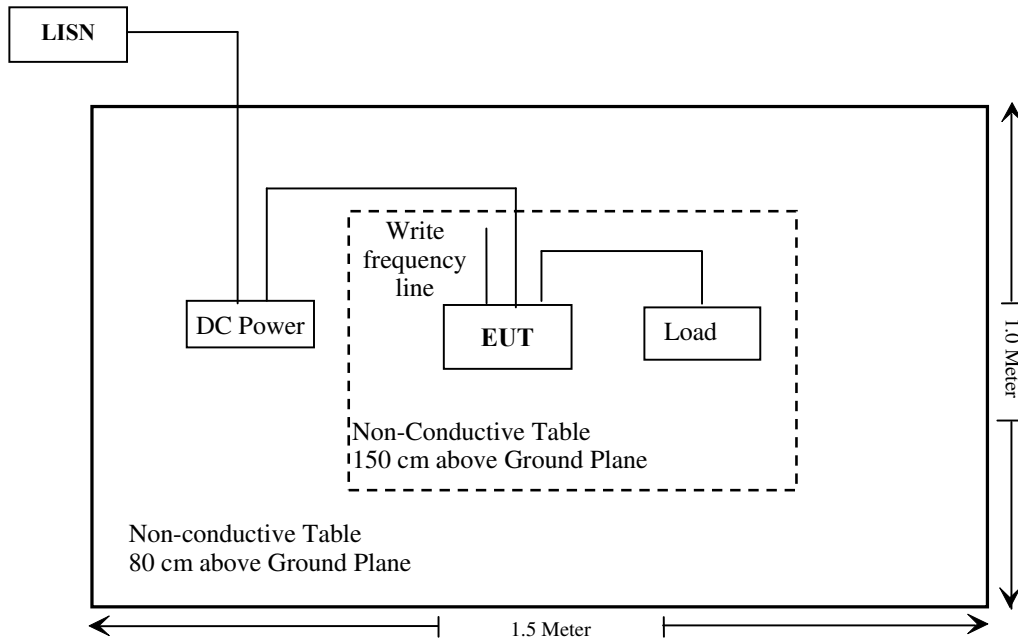 LISN
Write
frequency
line
DC Power
EUT
Load
1.0 Meter
Non-Conductive Table
150 cm above Ground Plane
Non-conductive Table
80 cm above Ground Plane
1.5 Meter